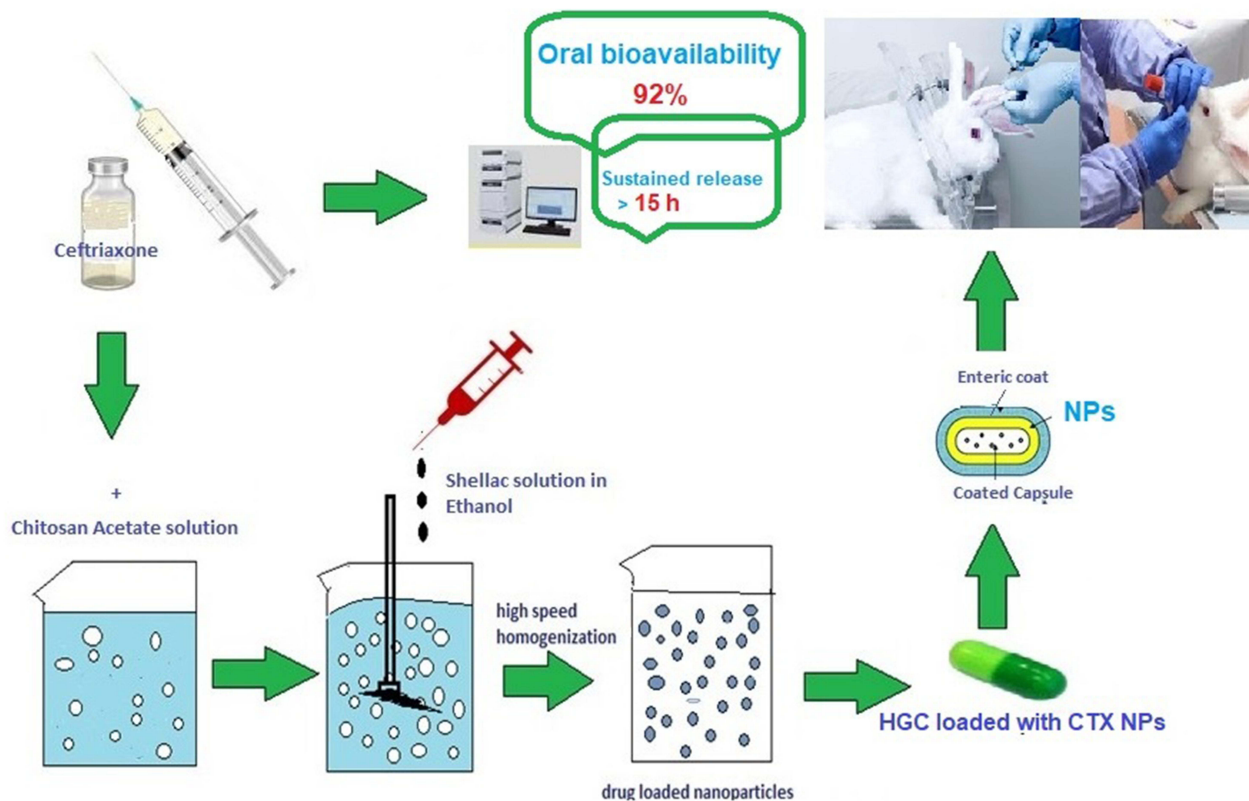 Oral bioavailability
92%
Sustained release
> 15 h
Ceftriaxone
+
Chitosan Acetate solution
Shellac solution in
Ethanol
high speed
homogenization
drug loaded nanoparticles
HGC loaded with CTX NPs
Enteric coat
NPs
Coated Capsule